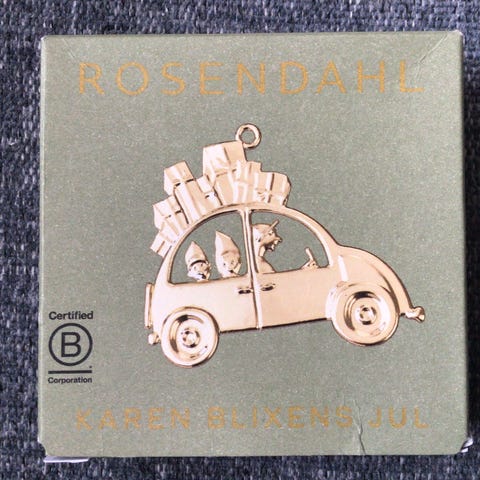 ROSENDAHL
Certified
B
Corporation
KAREN BLIXENS JUL